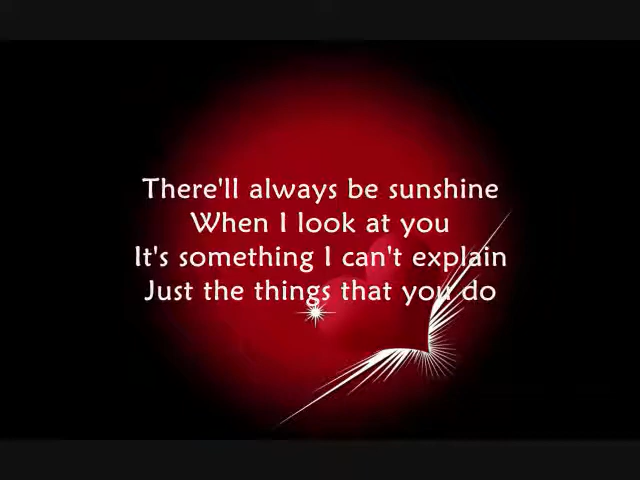 There'll always be sunshine
When I look at you
It's something I can't explain
Just the things that you do